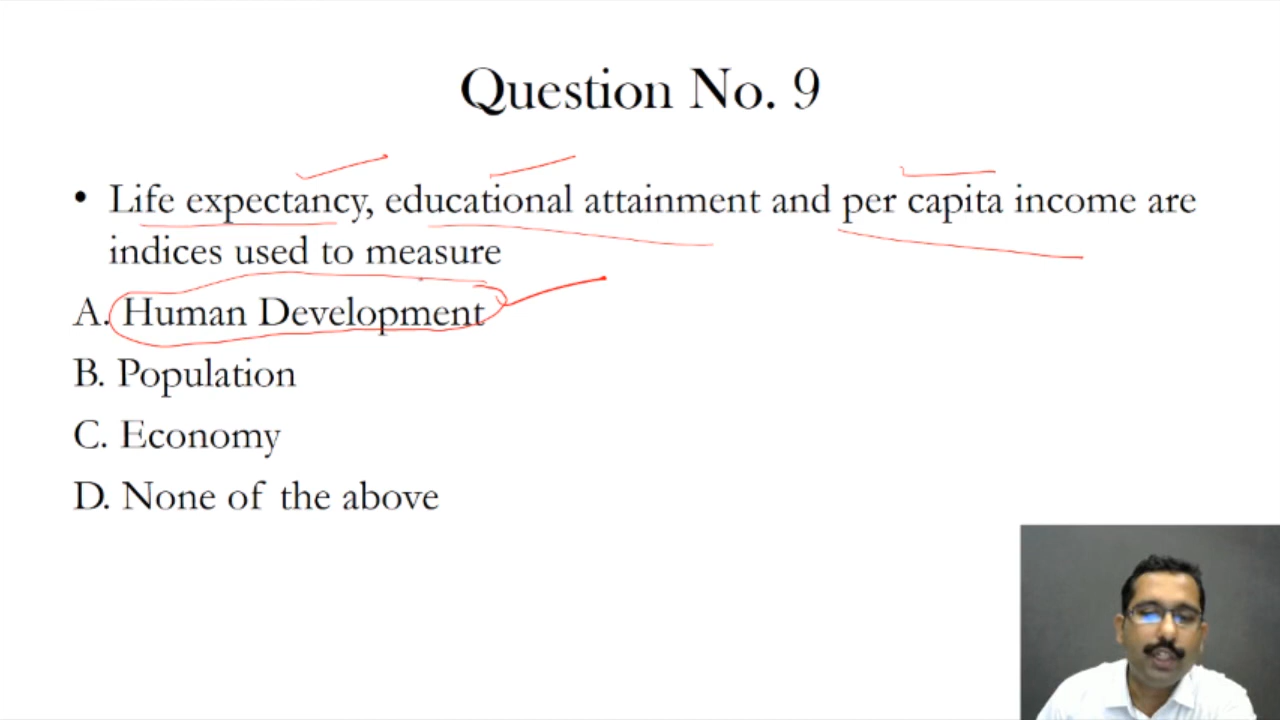 Question No. 9
• Life expectancy, educational attainment and per capita income are
indices used to measure
A. Human Development
B. Population
C. Economy
D. None of the above